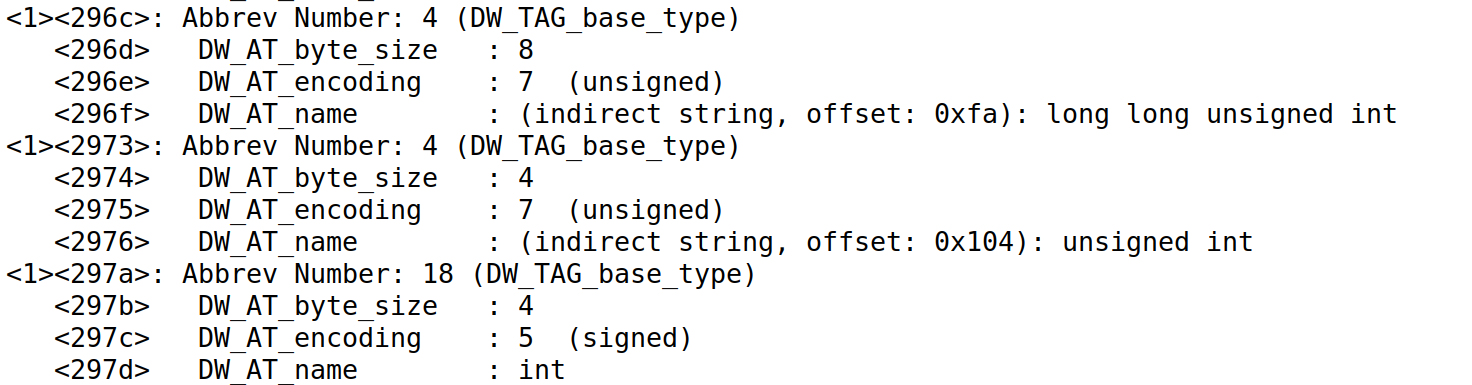 <1><296c>: Abbrev Number: 4 (DW_TAG_base_type)
   <296d>   DW_AT_byte_size   : 8
   <296e>   DW_AT_encoding    : 7  (unsigned)
   <296f>   DW_AT_name        : (indirect string, offset: 0xfa): long long unsigned int
<1><2973>: Abbrev Number: 4 (DW_TAG_base_type)
   <2974>   DW_AT_byte_size   : 4
   <2975>   DW_AT_encoding    : 7  (unsigned)
   <2976>   DW_AT_name        : (indirect string, offset: 0x104): unsigned int
<1><297a>: Abbrev Number: 18 (DW_TAG_base_type)
   <297b>   DW_AT_byte_size   : 4
   <297c>   DW_AT_encoding    : 5  (signed)
   <297d>   DW_AT_name        : int